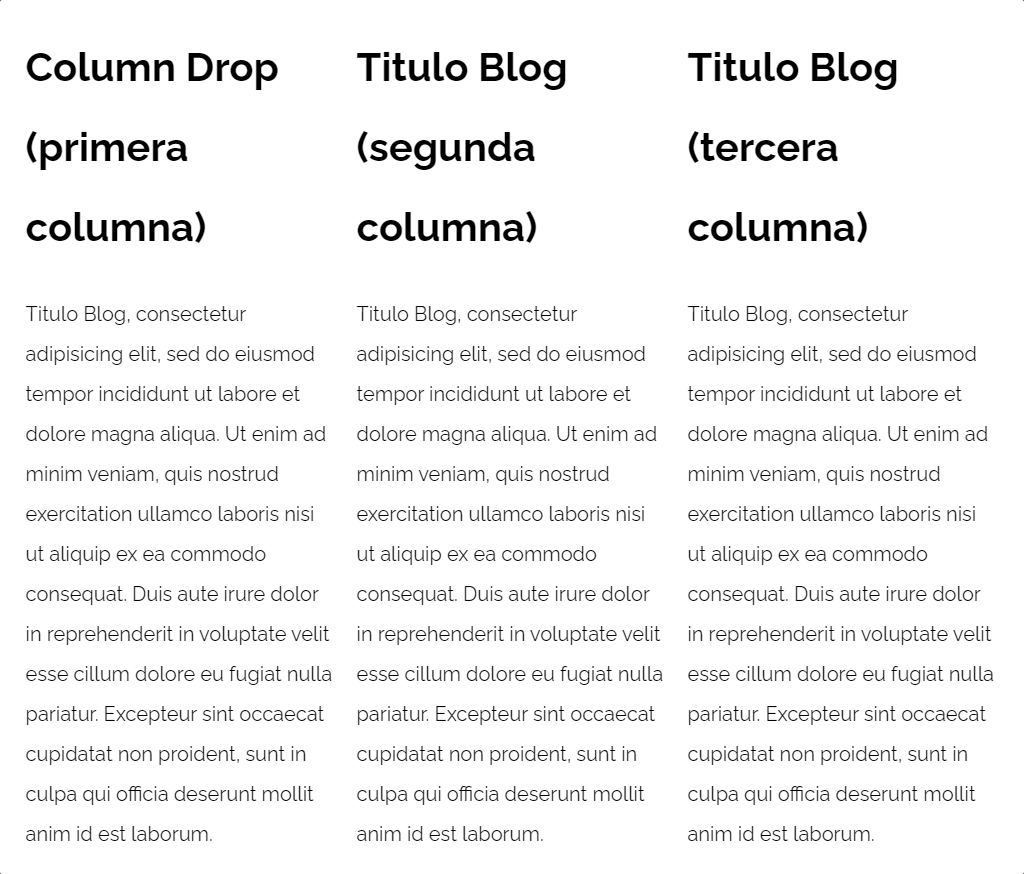 Column Drop
(primera
columna)
Titulo Blog, consectetur
adipisicing elit, sed do eiusmod
tempor incididunt ut labore et
dolore magna aliqua. Ut enim ad
minim veniam, quis nostrud
exercitation ullamco laboris nisi
ut aliquip ex ea commodo
consequat. Duis aute irure dolor
in reprehenderit in voluptate velit
esse cillum dolore eu fugiat nulla
pariatur. Excepteur sint occaecat
cupidatat non proident, sunt in
culpa qui officia deserunt mollit
anim id est laborum.
Titulo Blog
(segunda
columna)
Titulo Blog, consectetur
adipisicing elit, sed do eiusmod
tempor incididunt ut labore et
dolore magna aliqua. Ut enim ad
minim veniam, quis nostrud
exercitation ullamco laboris nisi
ut aliquip ex ea commodo
consequat. Duis aute irure dolor
in reprehenderit in voluptate velit
esse cillum dolore eu fugiat nulla
pariatur. Excepteur sint occaecat
cupidatat non proident, sunt in
culpa qui officia deserunt mollit
anim id est laborum.
Titulo Blog
(tercera
columna)
Titulo Blog, consectetur
adipisicing elit, sed do eiusmod
tempor incididunt ut labore et
dolore magna aliqua. Ut enim ad
minim veniam, quis nostrud
exercitation ullamco laboris nisi
ut aliquip ex ea commodo
consequat. Duis aute irure dolor
in reprehenderit in voluptate velit
esse cillum dolore eu fugiat nulla
pariatur. Excepteur sint occaecat
cupidatat non proident, sunt in
culpa qui officia deserunt mollit
anim id est laborum.